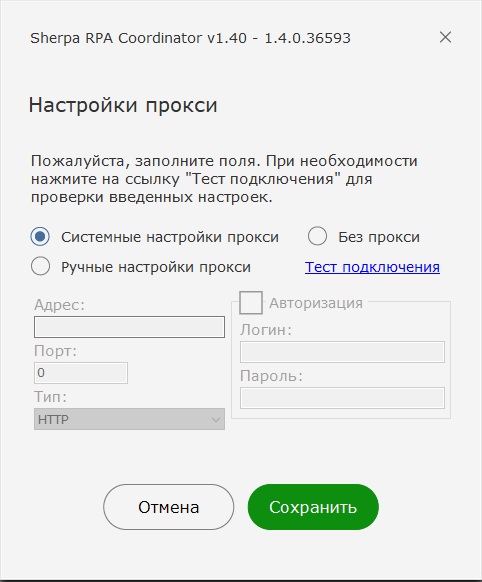 Sherpa RPA Coordinator v1.40 - 1.4.0.36593
Настройки прокси
Пожалуйста, заполните поля. При необходимости
нажмите на ссылку "Тест подключения" для
проверки введенных настроек.
Системные настройки прокси
Без прокси
Ручные настройки прокси
Тест подключения
Адрес:
Авторизация
Логин:
Порт:
0
Пароль:
Тип:
HTTP
Отмена
Сохранить